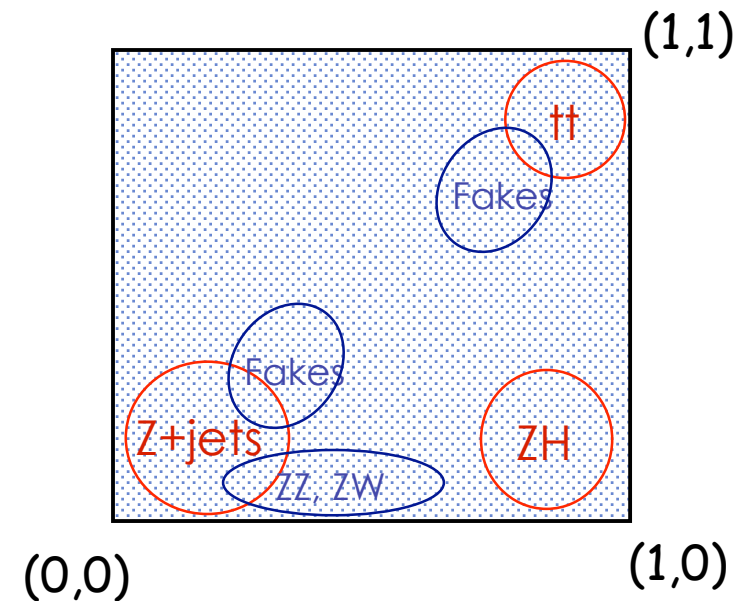 (1,1)
tt
Fakes
Fakes
Z+jets
ZH
ZZ, ZW
(0,0)
(1,0)